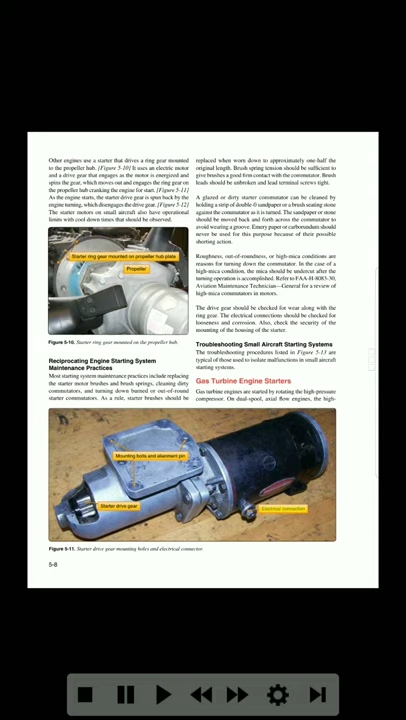 Other engines use a starter that drives a ring gear mounted
to the propeller hub. [Figure 5-10] It uses an electric motor
and a drive gear that engages as the motor is energized and
spins the gear, which moves out and engages the ring gear on
the propeller hub cranking the engine for start. [Figure 5-11]
As the engine starts, the starter drive gear is spun back by the
engine turning, which disengages the drive gear. [Figure 5-12]
The starter motors on small aircraft also have operational
limits with cool down times that should be observed.
Starter ring gear mounted on propeller hub plate
Propeller
Figure 5-10. Starter ring gear mounted on the propeller hub.
Reciprocating Engine Starting System
Maintenance Practices
Most starting system maintenance practices include replacing
the starter motor brushes and brush springs, cleaning dirty
commutators, and turning down burned or out-of-round
starter commutators. As a rule, starter brushes should be
replaced when worn down to approximately one-half the
original length. Brush spring tension should be sufficient to
give brushes a good firm contact with the commutator. Brush
leads should be unbroken and lead terminal screws tight.
A glazed or dirty starter commutator can be cleaned by
holding a strip of double-0 sandpaper or a brush seating stone
against the commutator as it is turned. The sandpaper or stone
should be moved back and forth across the commutator to
avoid wearing a groove. Emery paper or carborundum should
never be used for this purpose because of their possible
shorting action.
Roughness, out-of-roundness, or high-mica conditions are
reasons for turning down the commutator. In the case of a
high-mica condition, the mica should be undercut after the
turning operation is accomplished. Refer to FAA-H-8083-30,
Aviation Maintenance Technician—General for a review of
high-mica commutators in motors.
The drive gear should be checked for wear along with the
ring gear. The electrical connections should be checked for
looseness and corrosion. Also, check the security of the
mounting of the housing of the starter.
Troubleshooting Small Aircraft Starting Systems
The troubleshooting procedures listed in Figure 5-13 are
typical of those used to isolate malfunctions in small aircraft
starting systems.
Gas Turbine Engine Starters
Gas turbine engines are started by rotating the high-pressure
compressor. On dual-spool, axial flow engines, the high-
Mounting bolts and alignment pin
Starter drive gear
Electrical connection
Figure 5-11. Starter drive gear mounting holes and electrical connector.
5-8